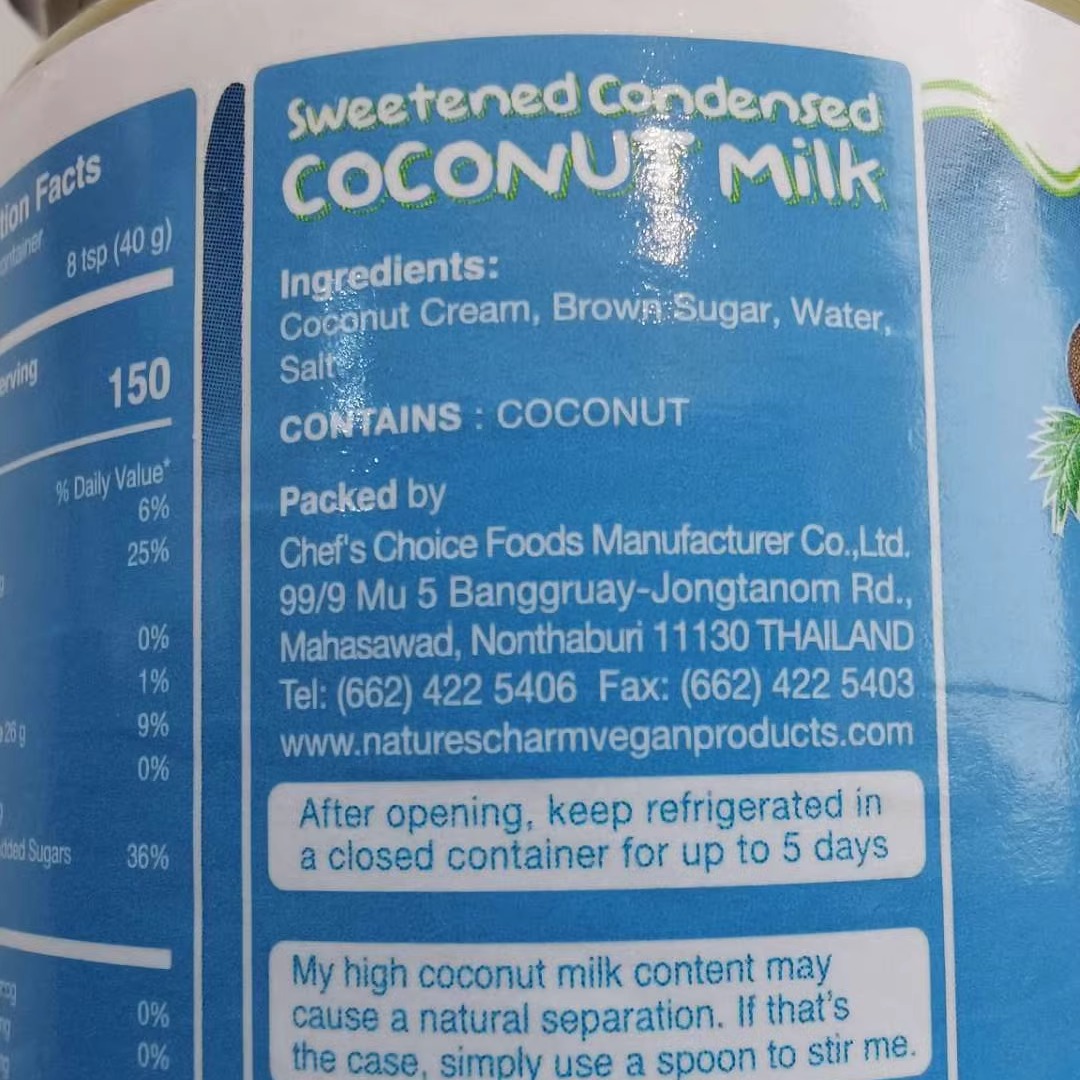 tion Facts
ontainer
8 tsp (40 g)
erving
150
% Daily Value*
6%
25%
g
0%
1%
26 g
9%
0%
dded Sugars 36%
0%
0%
Sweetened Condensed
COCONUT Milk
Ingredients:
Coconut Cream, Brown Sugar, Water,
Salt
CONTAINS : COCONUT
Packed by
Chef's Choice Foods Manufacturer Co.,Ltd.
99/9 Mu 5 Banggruay-Jongtanom Rd.,
Mahasawad, Nonthaburi 11130 THAILAND
Tel: (662) 422 5406 Fax: (662) 422 5403
www.naturescharmveganproducts.com
After opening, keep refrigerated in
a closed container for up to 5 days
My high coconut milk content may
cause a natural separation. If that's
the case, simply use a spoon to stir me.